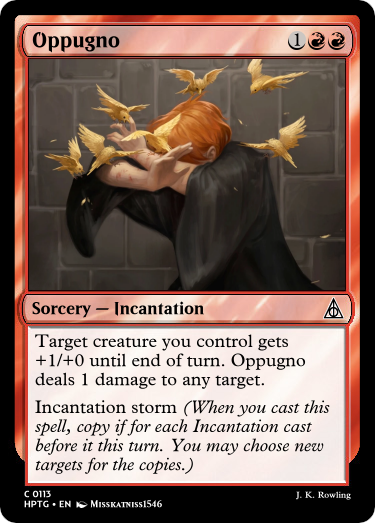 Oppugno 1
Sorcery — Incantation
Target creature you control gets
+1/+0 until end of turn. Oppugno
deals 1 damage to any target.
Incantation storm (When you cast this
spell, copy if for each Incantation cast
before it this turn. You may choose new
targets for the copies.)
C 0113
HPTG • EN Misskatniss1546
J. K. Rowling